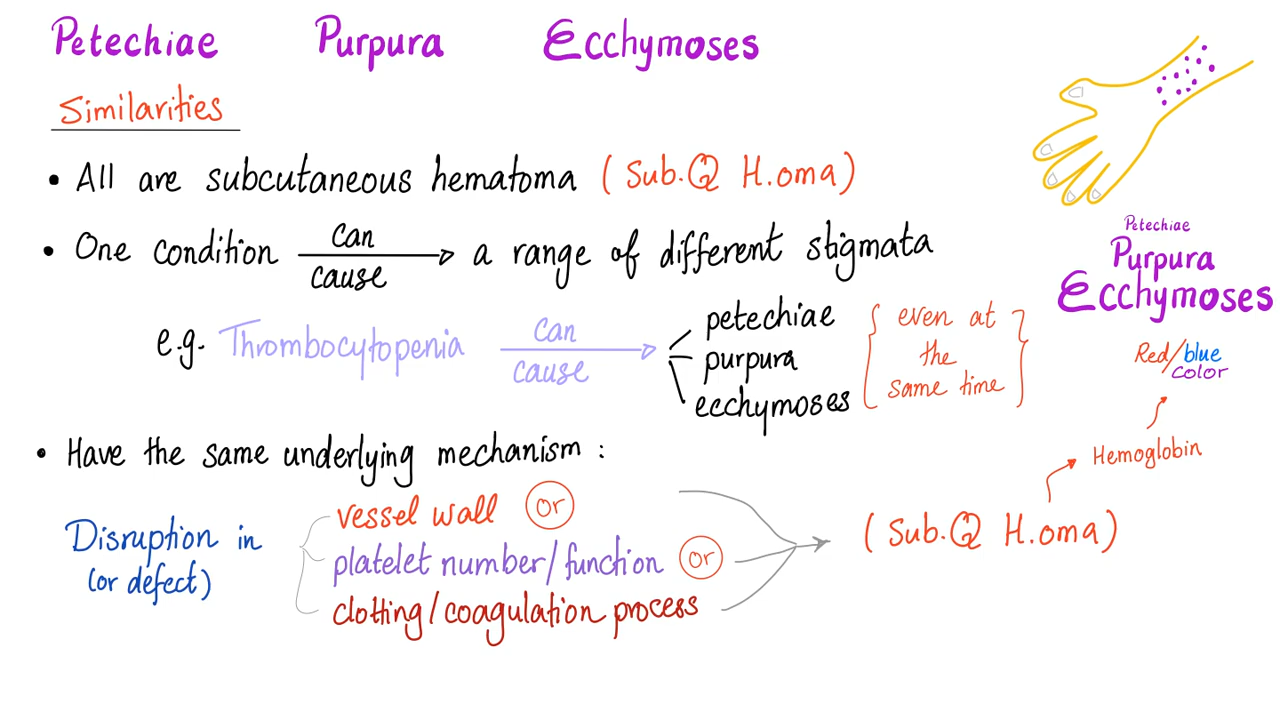 Petechiae Purpura Ecchymoses
Similarities
• All are subcutaneous hematoma (Sub.Q H.oma)
• One condition can cause a range of different stigmata
e.g. Thrombocytopenia can cause petechiae purpura ecchymoses { even at the same time }
• Have the same underlying mechanism :
Disruption in
(or defect)
vessel wall or
platelet number/function or
clotting/coagulation process
(Sub.Q H.oma)
Hemoglobin
Red/blue
color
Petechiae
Purpura
Ecchymoses